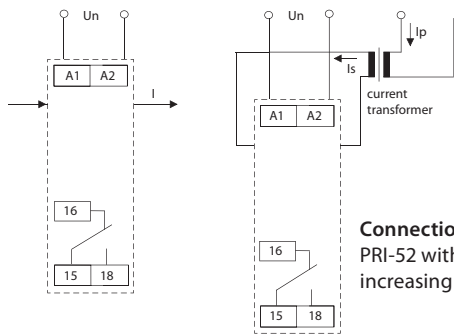 Un
A1 A2
I
16
15 18
Un
Ip
Is
current
transformer
A1 A2
16
15 18
PRI-52 with
increasing